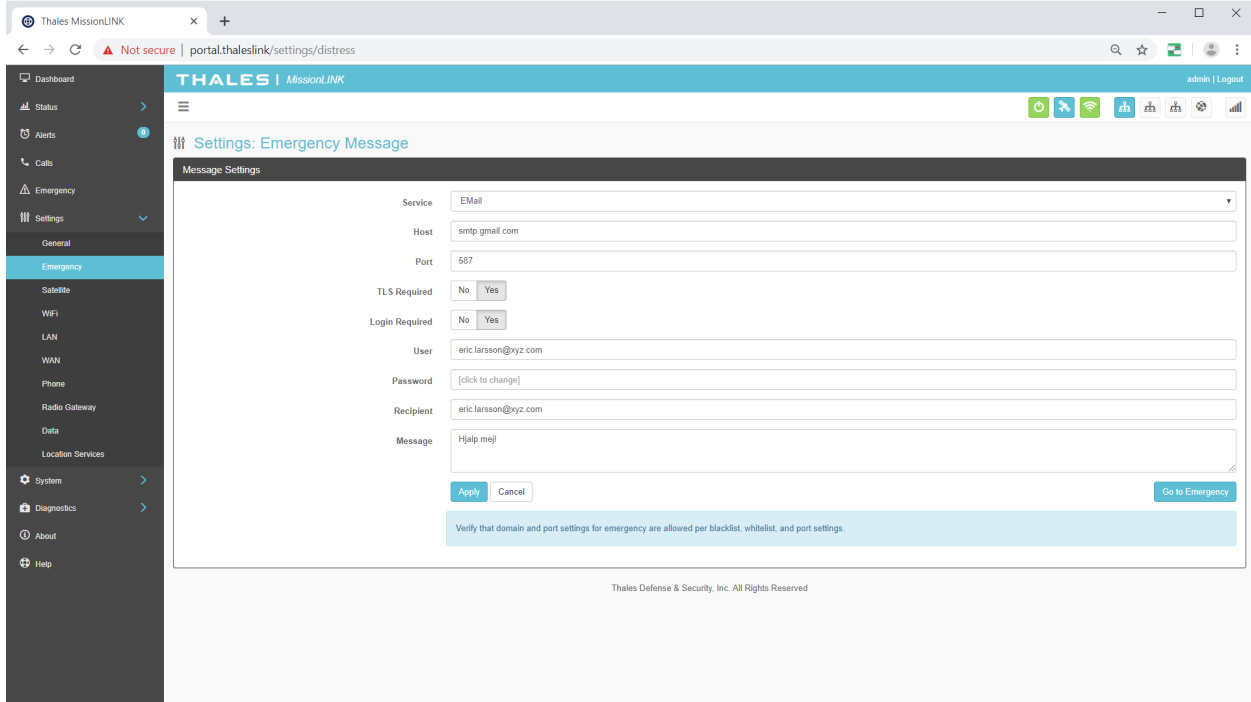 Thales MissionLINK
Not secure | portal.thaleslink/settings/distress
THALES | MissionLINK
admin | Logout
Dashboard
Status
Alerts 0
Calls
Emergency
Settings
General
Emergency
Satellite
WiFi
LAN
WAN
Phone
Radio Gateway
Data
Location Services
System
Diagnostics
About
Help
Settings: Emergency Message
Message Settings
Service EMail
Host smtp.gmail.com
Port 587
TLS Required No Yes
Login Required No Yes
User eric.larsson@xyz.com
Password [click to change]
Recipient eric.larsson@xyz.com
Message Hjalp mej!
Apply Cancel Go to Emergency
Verify that domain and port settings for emergency are allowed per blacklist, whitelist, and port settings.
Thales Defense & Security, Inc. All Rights Reserved